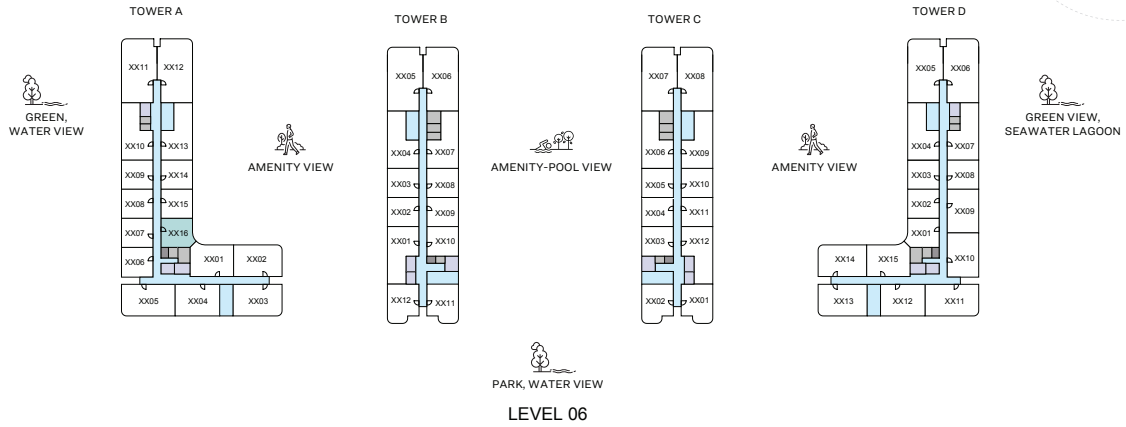 TOWER A
TOWER B
TOWER C
TOWER D
XX11 XX12
XX10 XX13
XX09 XX14
XX08 XX15
XX07 XX16
XX06 XX01 XX02
XX05 XX04 XX03
XX05 XX06
XX04 XX07
XX03 XX08
XX02 XX09
XX01 XX10
XX12 XX11
XX07 XX08
XX06 XX09
XX05 XX10
XX04 XX11
XX03 XX12
XX02 XX01
XX05 XX06
XX04 XX07
XX03
XX02 XX09
XX01
XX14 XX15 XX10
XX13 XX12 XX11
GREEN,
WATER VIEW
AMENITY VIEW
AMENITY-POOL VIEW
AMENITY VIEW
GREEN VIEW,
SEAWATER LAGOON
PARK, WATER VIEW
LEVEL 06